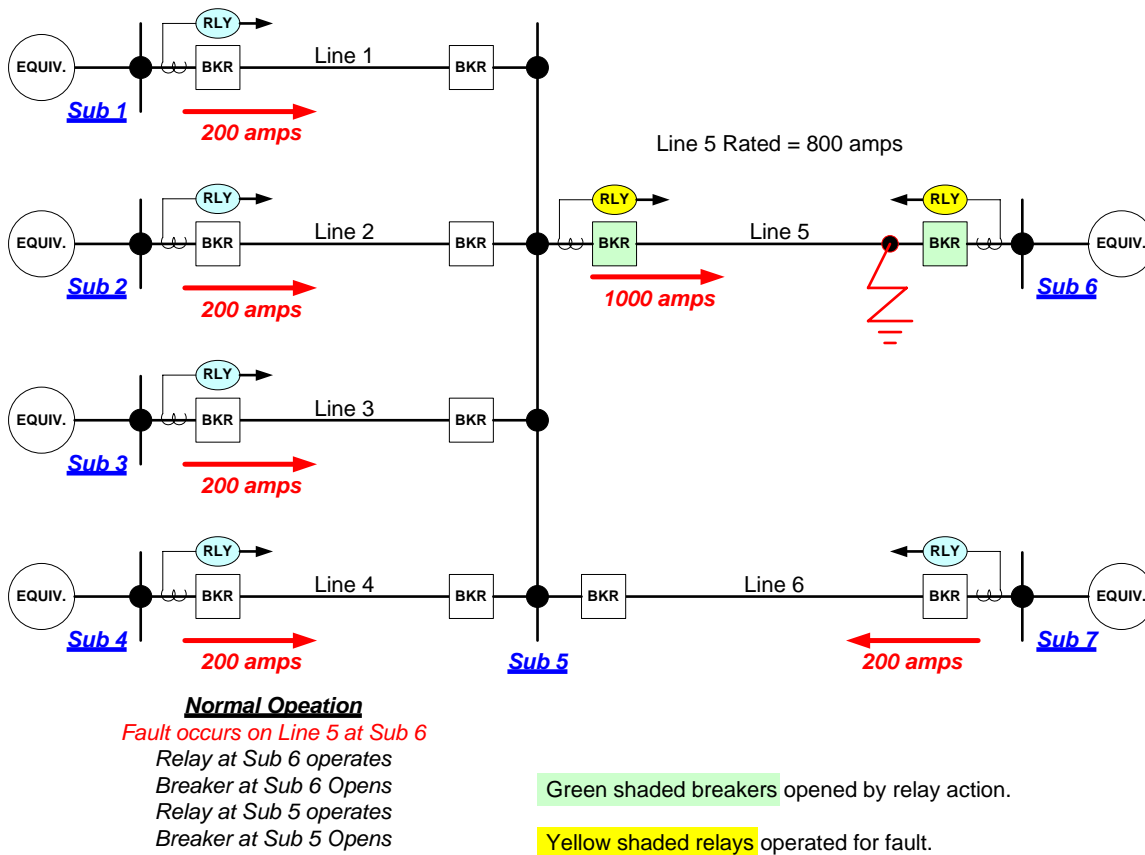 RLY
EQUIV.
BKR
Line 1
BKR
Sub 1
200 amps
Line 5 Rated = 800 amps
RLY
RLY
RLY
EQUIV.
BKR
Line 2
BKR
BKR
Line 5
BKR
EQUIV.
Sub 2
200 amps
1000 amps
Sub 6
RLY
EQUIV.
BKR
Line 3
BKR
Sub 3
200 amps
RLY
RLY
EQUIV.
BKR
Line 4
BKR
BKR
Line 6
BKR
EQUIV.
Sub 4
200 amps
Sub 5
200 amps
Sub 7
Normal Opeation
Fault occurs on Line 5 at Sub 6
Relay at Sub 6 operates
Breaker at Sub 6 Opens
Relay at Sub 5 operates
Breaker at Sub 5 Opens
Green shaded breakers opened by relay action.
Yellow shaded relays operated for fault.